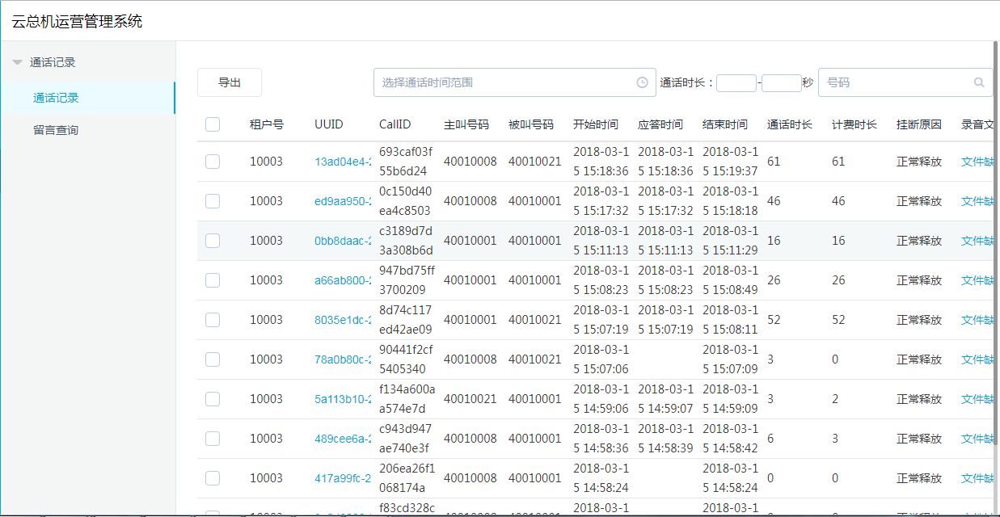 云总机运营管理系统
通话记录
通话记录
留言查询
导出 选择通话时间范围 通话时长： - 秒 号码
租户号 UUID CallID 主叫号码 被叫号码 开始时间 应答时间 结束时间 通话时长 计费时长 挂断原因 录音文
693caf03f 2018-03-1 2018-03-1 2018-03-1
10003 13ad04e4-2 40010008 40010021 61 61 正常释放 文件缺
55b6d24 5 15:18:36 5 15:18:36 5 15:19:37
0c150d40 2018-03-1 2018-03-1 2018-03-1
10003 ed9aa950-2 40010008 40010001 46 46 正常释放 文件缺
ea4c8503 5 15:17:32 5 15:17:32 5 15:18:18
c3189d7d 2018-03-1 2018-03-1 2018-03-1
10003 0bb8daac-2 40010001 40010001 16 16 正常释放 文件缺
3a308b6d 5 15:11:13 5 15:11:13 5 15:11:29
947bd75ff 2018-03-1 2018-03-1 2018-03-1
10003 a66ab800-2 40010001 40010001 26 26 正常释放 文件缺
3700209 5 15:08:23 5 15:08:23 5 15:08:49
8d74c117 2018-03-1 2018-03-1 2018-03-1
10003 8035e1dc-2 40010001 40010021 52 52 正常释放 文件缺
ed42ae09 5 15:07:19 5 15:07:19 5 15:08:11
90441f2cf 2018-03-1 2018-03-1
10003 78a0b80c-2 40010008 40010021 3 0 正常释放 文件缺
5405340 5 15:07:06 5 15:07:09
f134a600a 2018-03-1 2018-03-1 2018-03-1
10003 5a113b10-2 40010021 40010001 3 2 正常释放 文件缺
a574e7d 5 14:59:06 5 14:59:07 5 14:59:09
c943d947 2018-03-1 2018-03-1 2018-03-1
10003 489cee6a-2 40010008 40010001 6 3 正常释放 文件缺
ae740e3f 5 14:58:36 5 14:58:39 5 14:58:42
206ea26f1 2018-03-1 2018-03-1
10003 417a99fc-2 40010008 40010001 0 0 正常释放 文件缺
068174a 5 14:58:24 5 14:58:24
f83cd328c 2018-03-1 2018-03-1